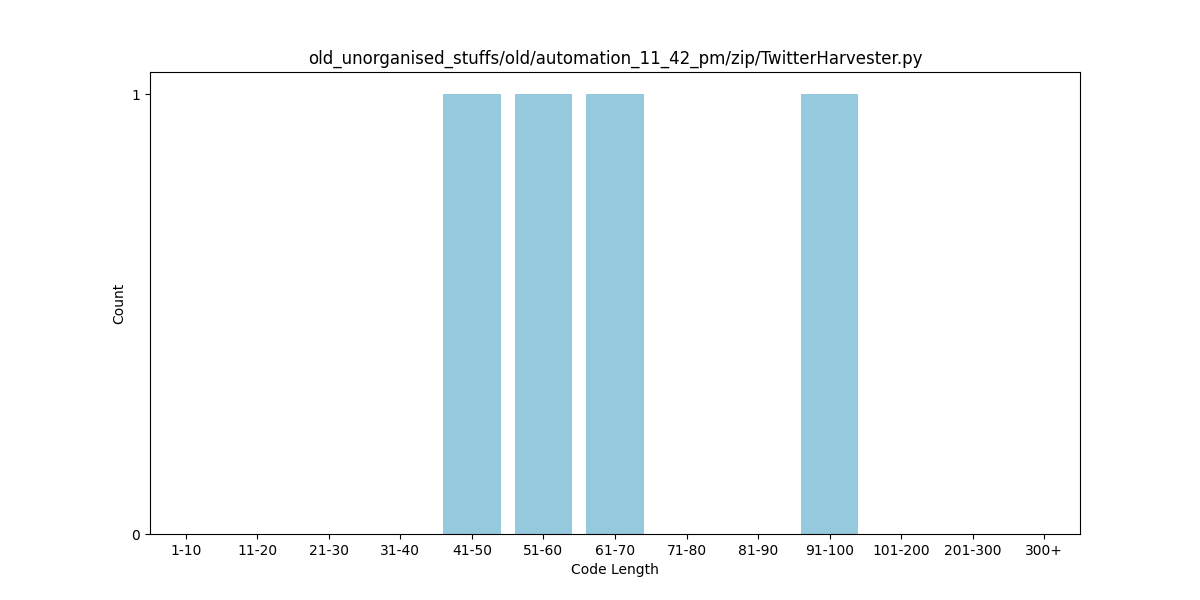 old_unorganised_stuffs/old/automation_11_42_pm/zip/TwitterHarvester.py
1
Count
0
1-10 11-20 21-30 31-40 41-50 51-60 61-70 71-80 81-90 91-100 101-200 201-300 300+
Code Length